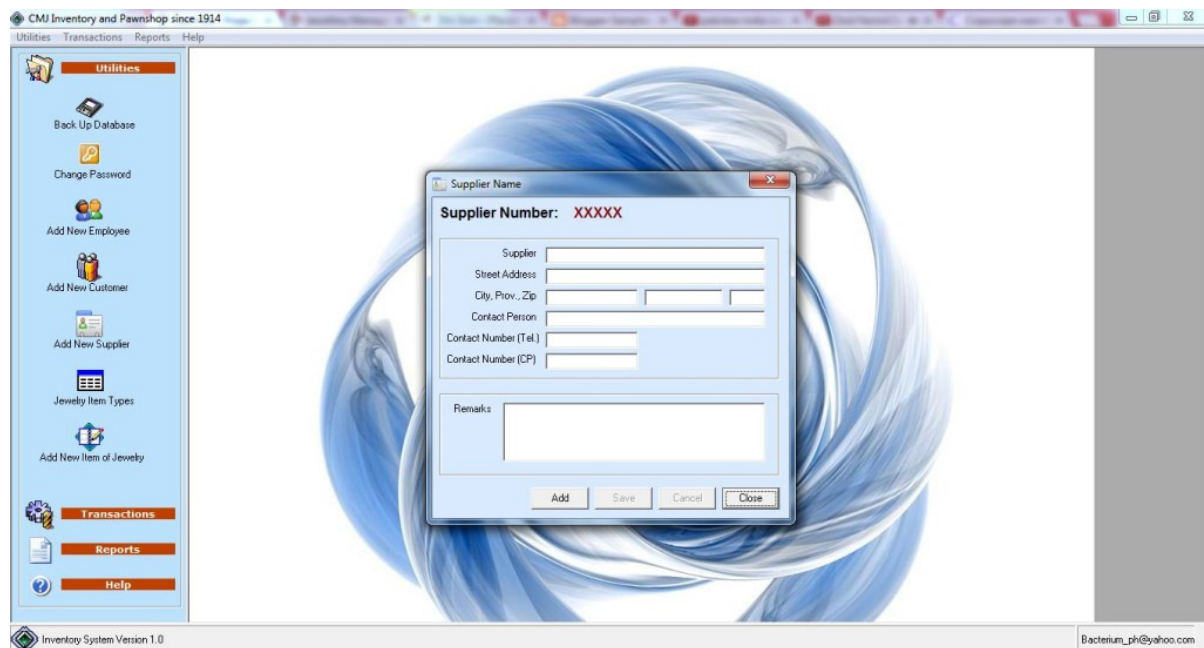 CMJ Inventory and Pawnshop since 1914
Utilities Transactions Reports Help
Utilities
Back Up Database
Change Password
Add New Employee
Add New Customer
Add New Supplier
Jewelry Item Types
Add New Item of Jewelry
Transactions
Reports
Help
Supplier Name
Supplier Number: XXXXX
Supplier
Street Address
City, Prov., Zip
Contact Person
Contact Number (Tel.)
Contact Number (CP)
Remarks
Add Save Cancel Close
Inventory System Version 1.0
Bacterium_ph@yahoo.com